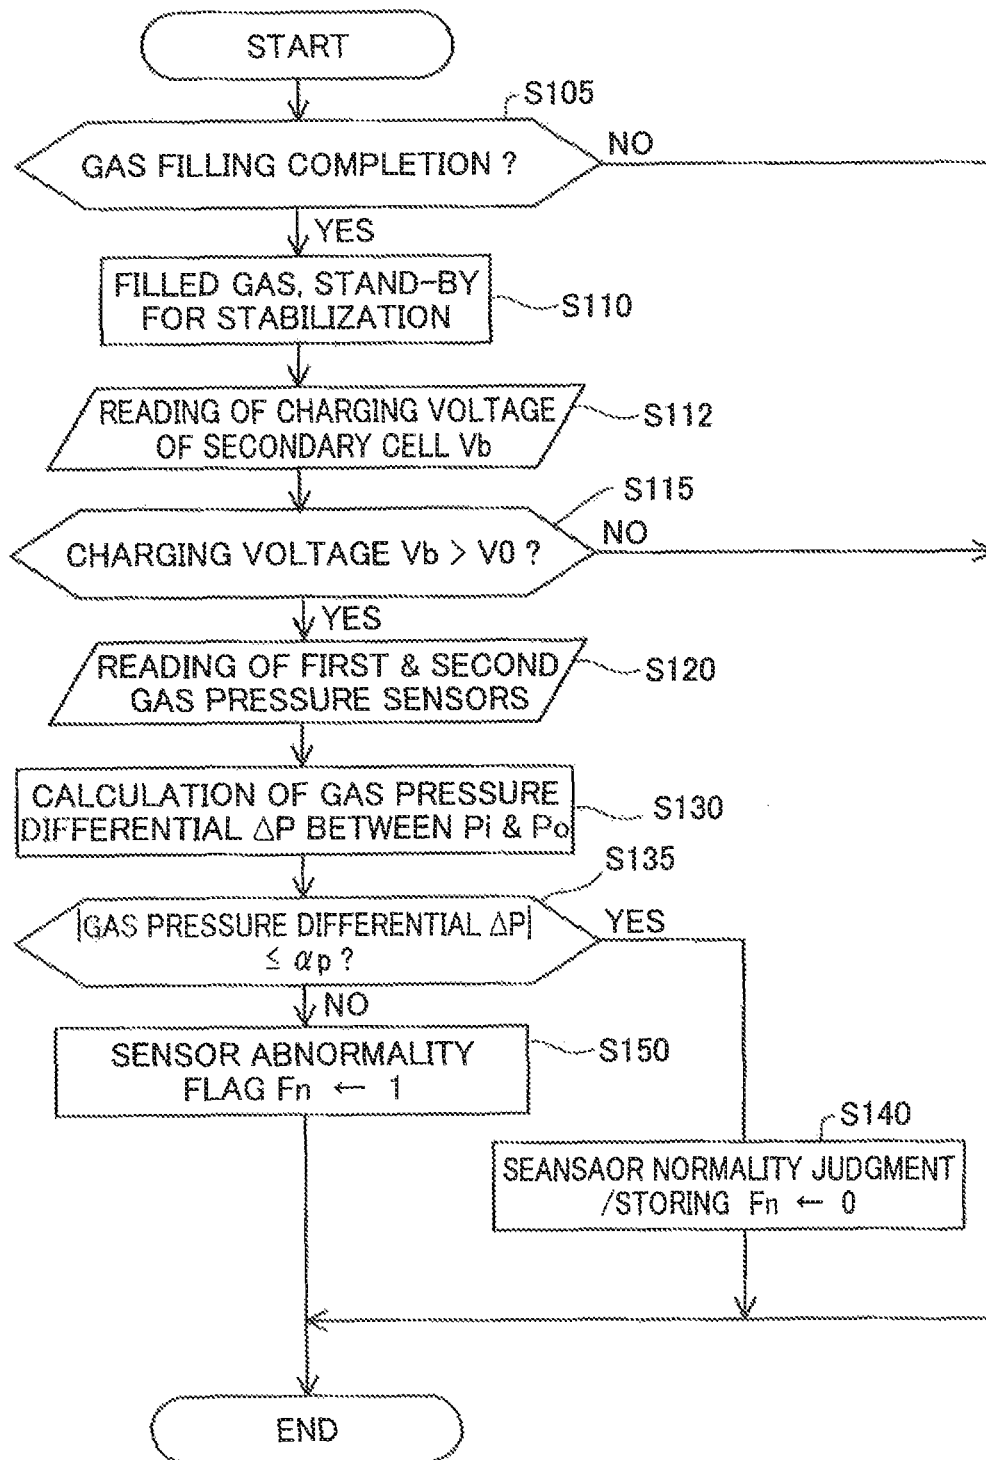 START
S105
GAS FILLING COMPLETION ?
NO
YES
FILLED GAS, STAND-BY
FOR STABILIZATION
S110
READING OF CHARGING VOLTAGE
OF SECONDARY CELL Vb
S112
S115
CHARGING VOLTAGE Vb > V0 ?
NO
YES
READING OF FIRST & SECOND
GAS PRESSURE SENSORS
S120
CALCULATION OF GAS PRESSURE
DIFFERENTIAL ΔP BETWEEN Pi & Po
S130
S135
|GAS PRESSURE DIFFERENTIAL ΔP|
≦ αp ?
YES
NO
SENSOR ABNORMALITY
FLAG Fn ← 1
S150
S140
SEANSAOR NORMALITY JUDGMENT
/STORING Fn ← 0
END